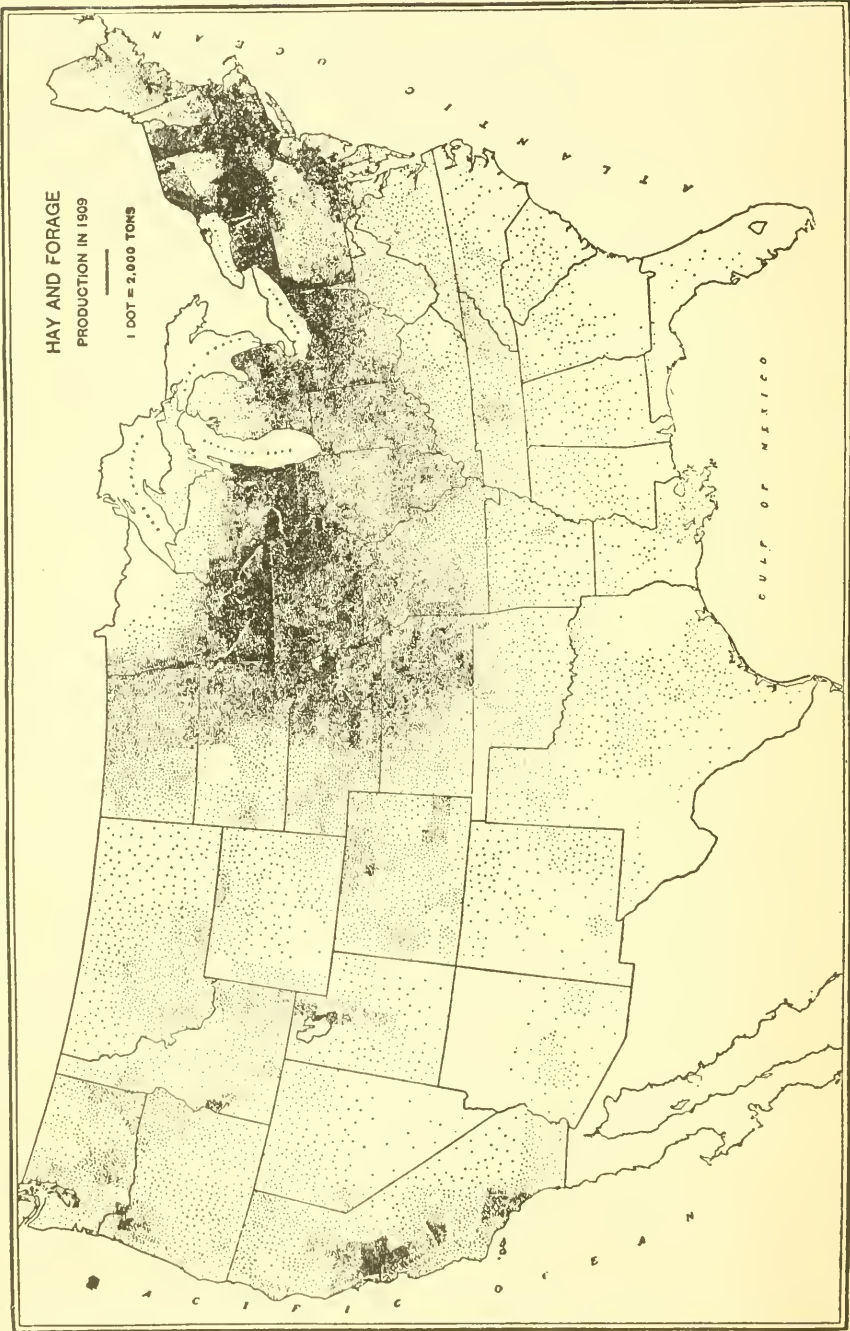 HAY AND FORAGE
PRODUCTION IN 1909
1 DOT = 2,000 TONS
ATLANTIC OCEAN
GULF OF MEXICO
PACIFIC OCEAN